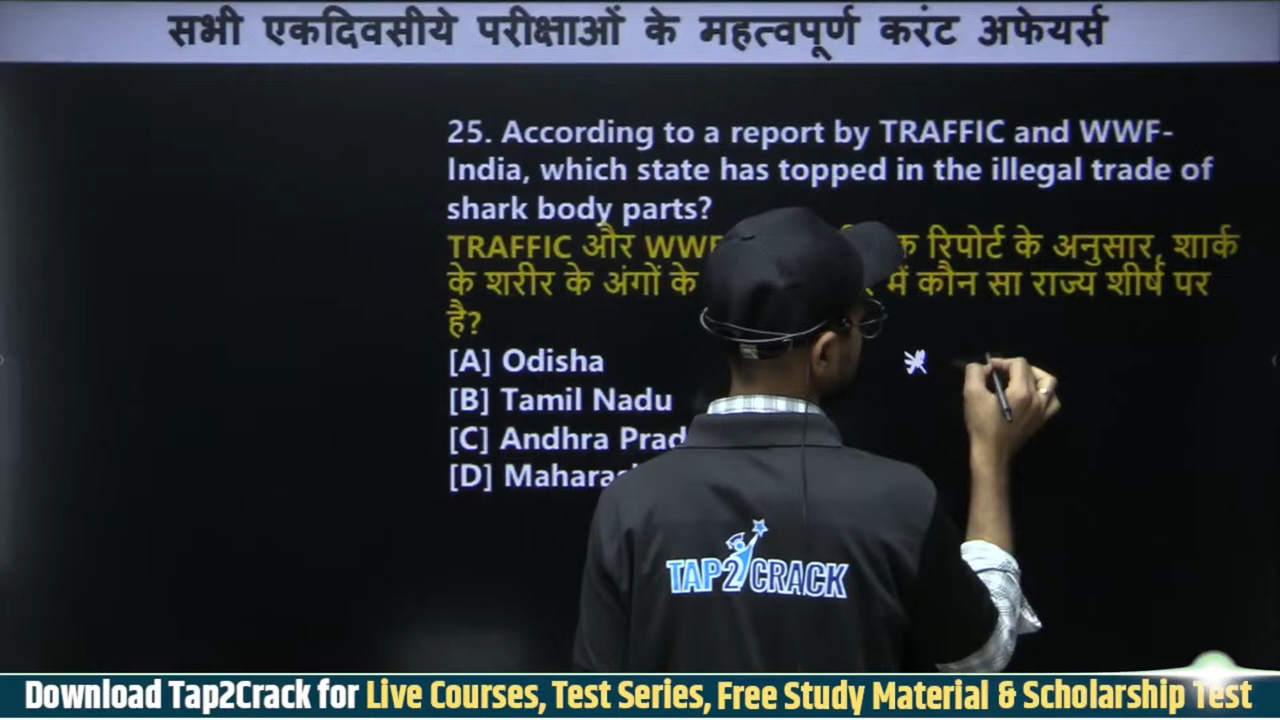 सभी एकदिवसीये परीक्षाओं के महत्वपूर्ण करंट अफेयर्स
25. According to a report by TRAFFIC and WWF-
India, which state has topped in the illegal trade of
shark body parts?
TRAFFIC और रिपोर्ट के अनुसार, शार्क
के शरीर के अंगों के में कौन सा राज्य शीर्ष पर
है?
[A] Odisha
[B] Tamil Nadu
[C] Andhra
[D]
TAP2CRACK
Download Tap2Crack for Live Courses, Test Series, Free Study Material & Scholarship Test